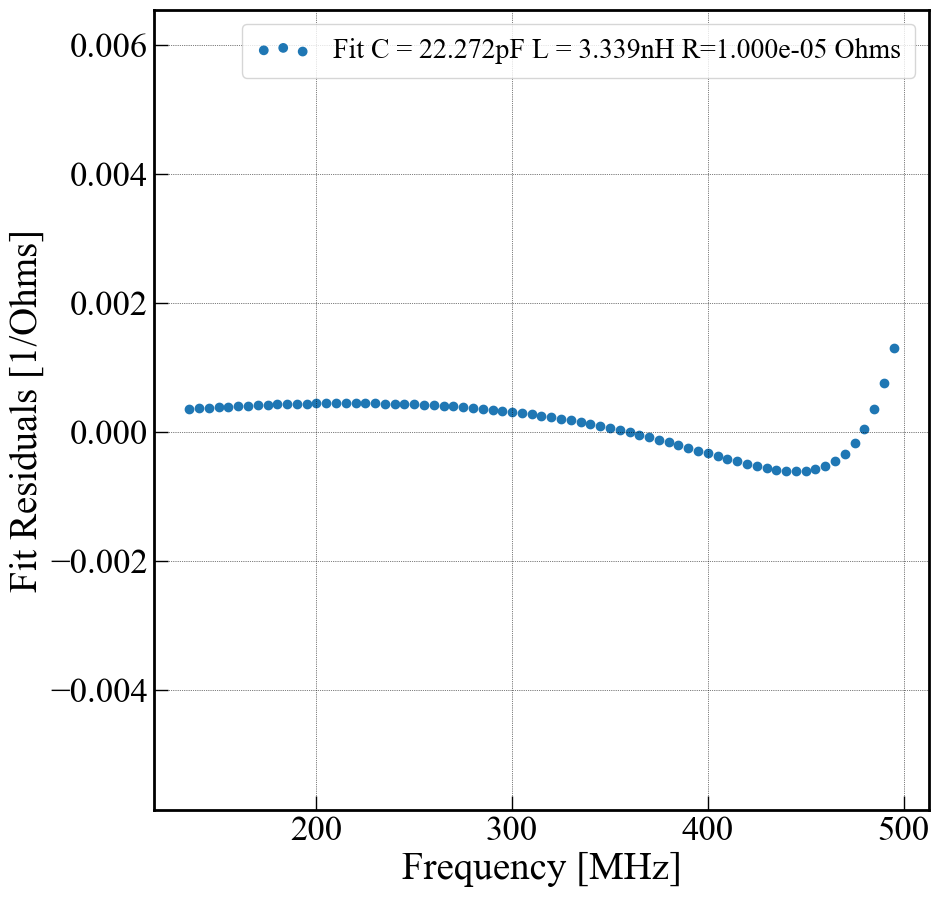 Fit C = 22.272pF L = 3.339nH R=1.000e-05 Ohms
Fit Residuals [1/Ohms]
0.006
0.004
0.002
0.000
−0.002
−0.004
200 300 400 500
Frequency [MHz]